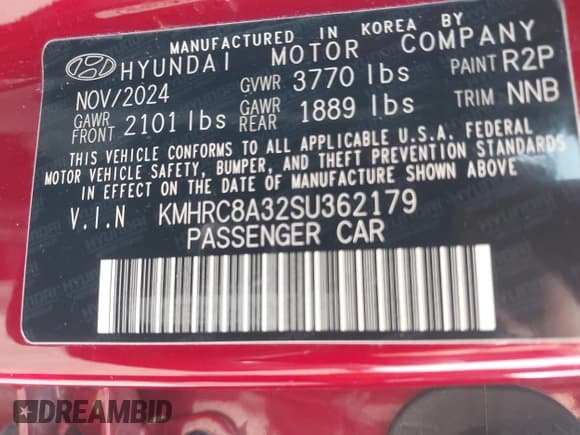 MANUFACTURED IN KOREA BY
HYUNDAI MOTOR COMPANY
NOV/2024 GVWR 3770 lbs PAINT R2P
GAWR FRONT 2101 lbs GAWR REAR 1889 lbs TRIM NNB
THIS VEHICLE CONFORMS TO ALL APPLICABLE U.S.A. FEDERAL
MOTOR VEHICLE SAFETY, BUMPER, AND THEFT PREVENTION STANDARDS
IN EFFECT ON THE DATE OF MANUFACTURE SHOWN ABOVE
V.I.N KMHRC8A32SU362179
PASSENGER CAR
DREAMBID